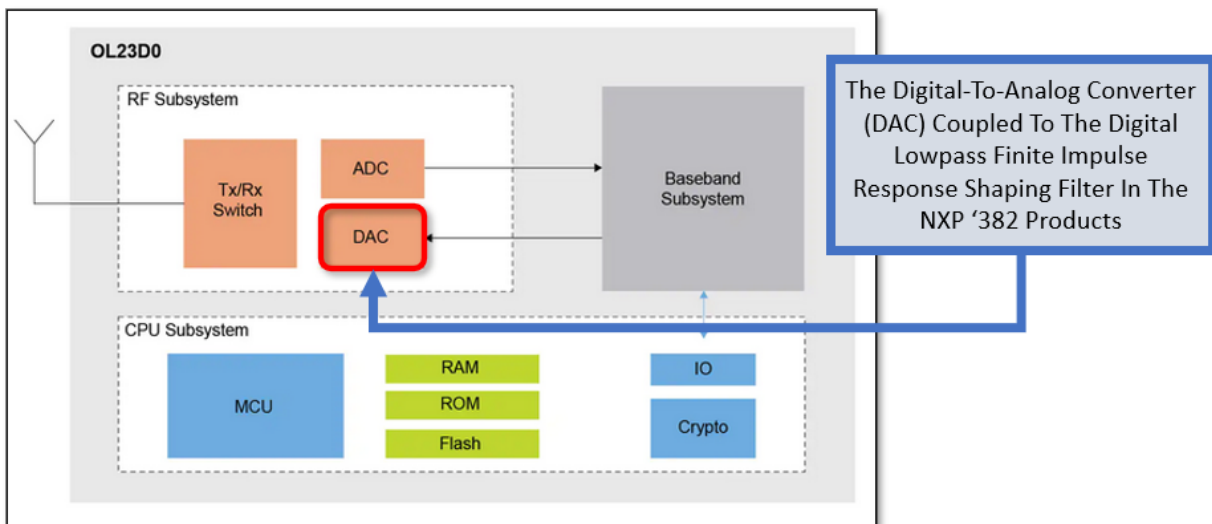 OL23D0
RF Subsystem
Tx/Rx
Switch
ADC
DAC
Baseband
Subsystem
The Digital-To-Analog Converter
(DAC) Coupled To The Digital
Lowpass Finite Impulse
Response Shaping Filter In The
NXP ‘382 Products
CPU Subsystem
MCU
RAM
ROM
Flash
IO
Crypto